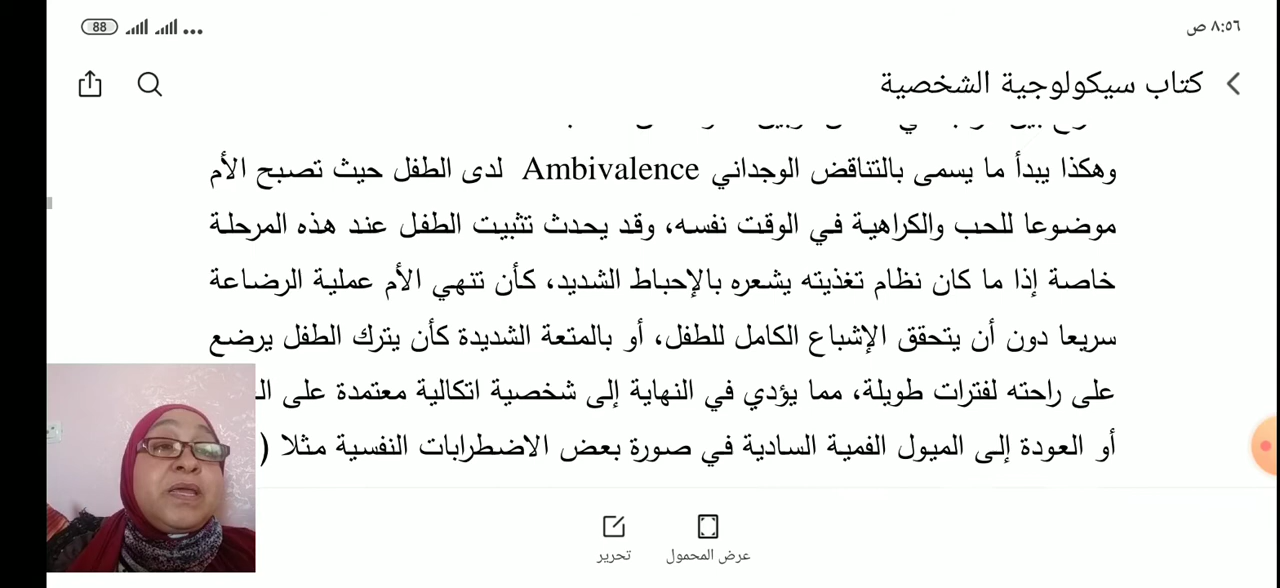 ٨:٥٦ ص
88
كتاب سيكولوجية الشخصية
وهكذا يبدأ ما يسمى بالتناقض الوجداني Ambivalence لدى الطفل حيث تصبح الأم
موضوعا للحب والكراهية في الوقت نفسه، وقد يحدث تثبيت الطفل عند هذه المرحلة
خاصة إذا ما كان نظام تغذيته يشعره بالإحباط الشديد، كأن تنهي الأم عملية الرضاعة
سريعا دون أن يتحقق الإشباع الكامل للطفل، أو بالمتعة الشديدة كأن يترك الطفل يرضع
على راحته لفترات طويلة، مما يؤدي في النهاية إلى شخصية اتكالية معتمدة على
أو العودة إلى الميول الفمية السادية في صورة بعض الاضطرابات النفسية مثلا (
عرض المحمول
تحرير